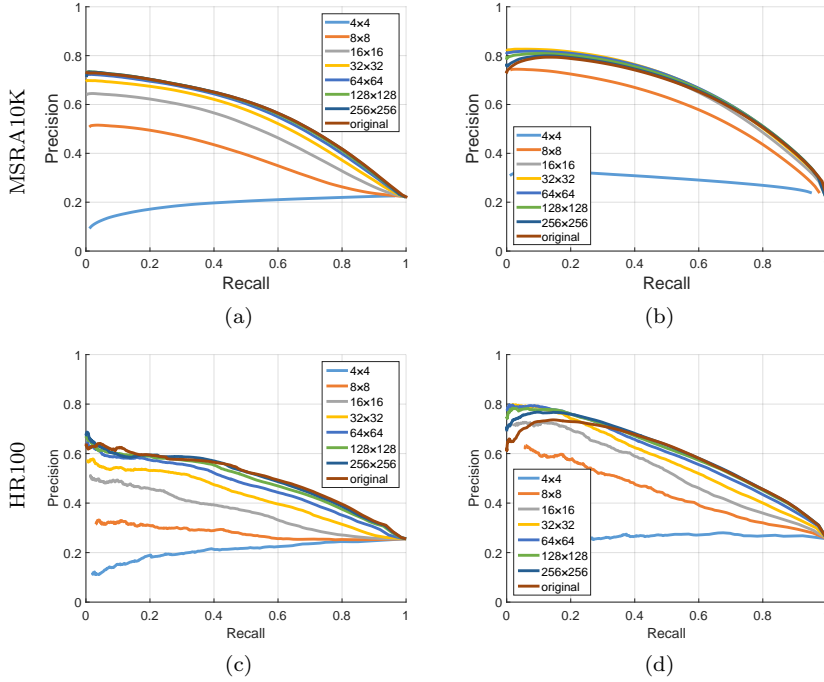 MSRA10K
Precision
1
0.8
0.6
0.4
0.2
0
4×4
8×8
16×16
32×32
64×64
128×128
256×256
original
0 0.2 0.4 0.6 0.8 1
Recall
(a)
Precision
1
0.8
0.6
0.4
0.2
0
4×4
8×8
16×16
32×32
64×64
128×128
256×256
original
0 0.2 0.4 0.6 0.8
Recall
(b)
HR100
Precision
1
0.8
0.6
0.4
0.2
0
4×4
8×8
16×16
32×32
64×64
128×128
256×256
original
0 0.2 0.4 0.6 0.8 1
Recall
(c)
Precision
1
0.8
0.6
0.4
0.2
0
4×4
8×8
16×16
32×32
64×64
128×128
256×256
original
0 0.2 0.4 0.6 0.8
Recall
(d)